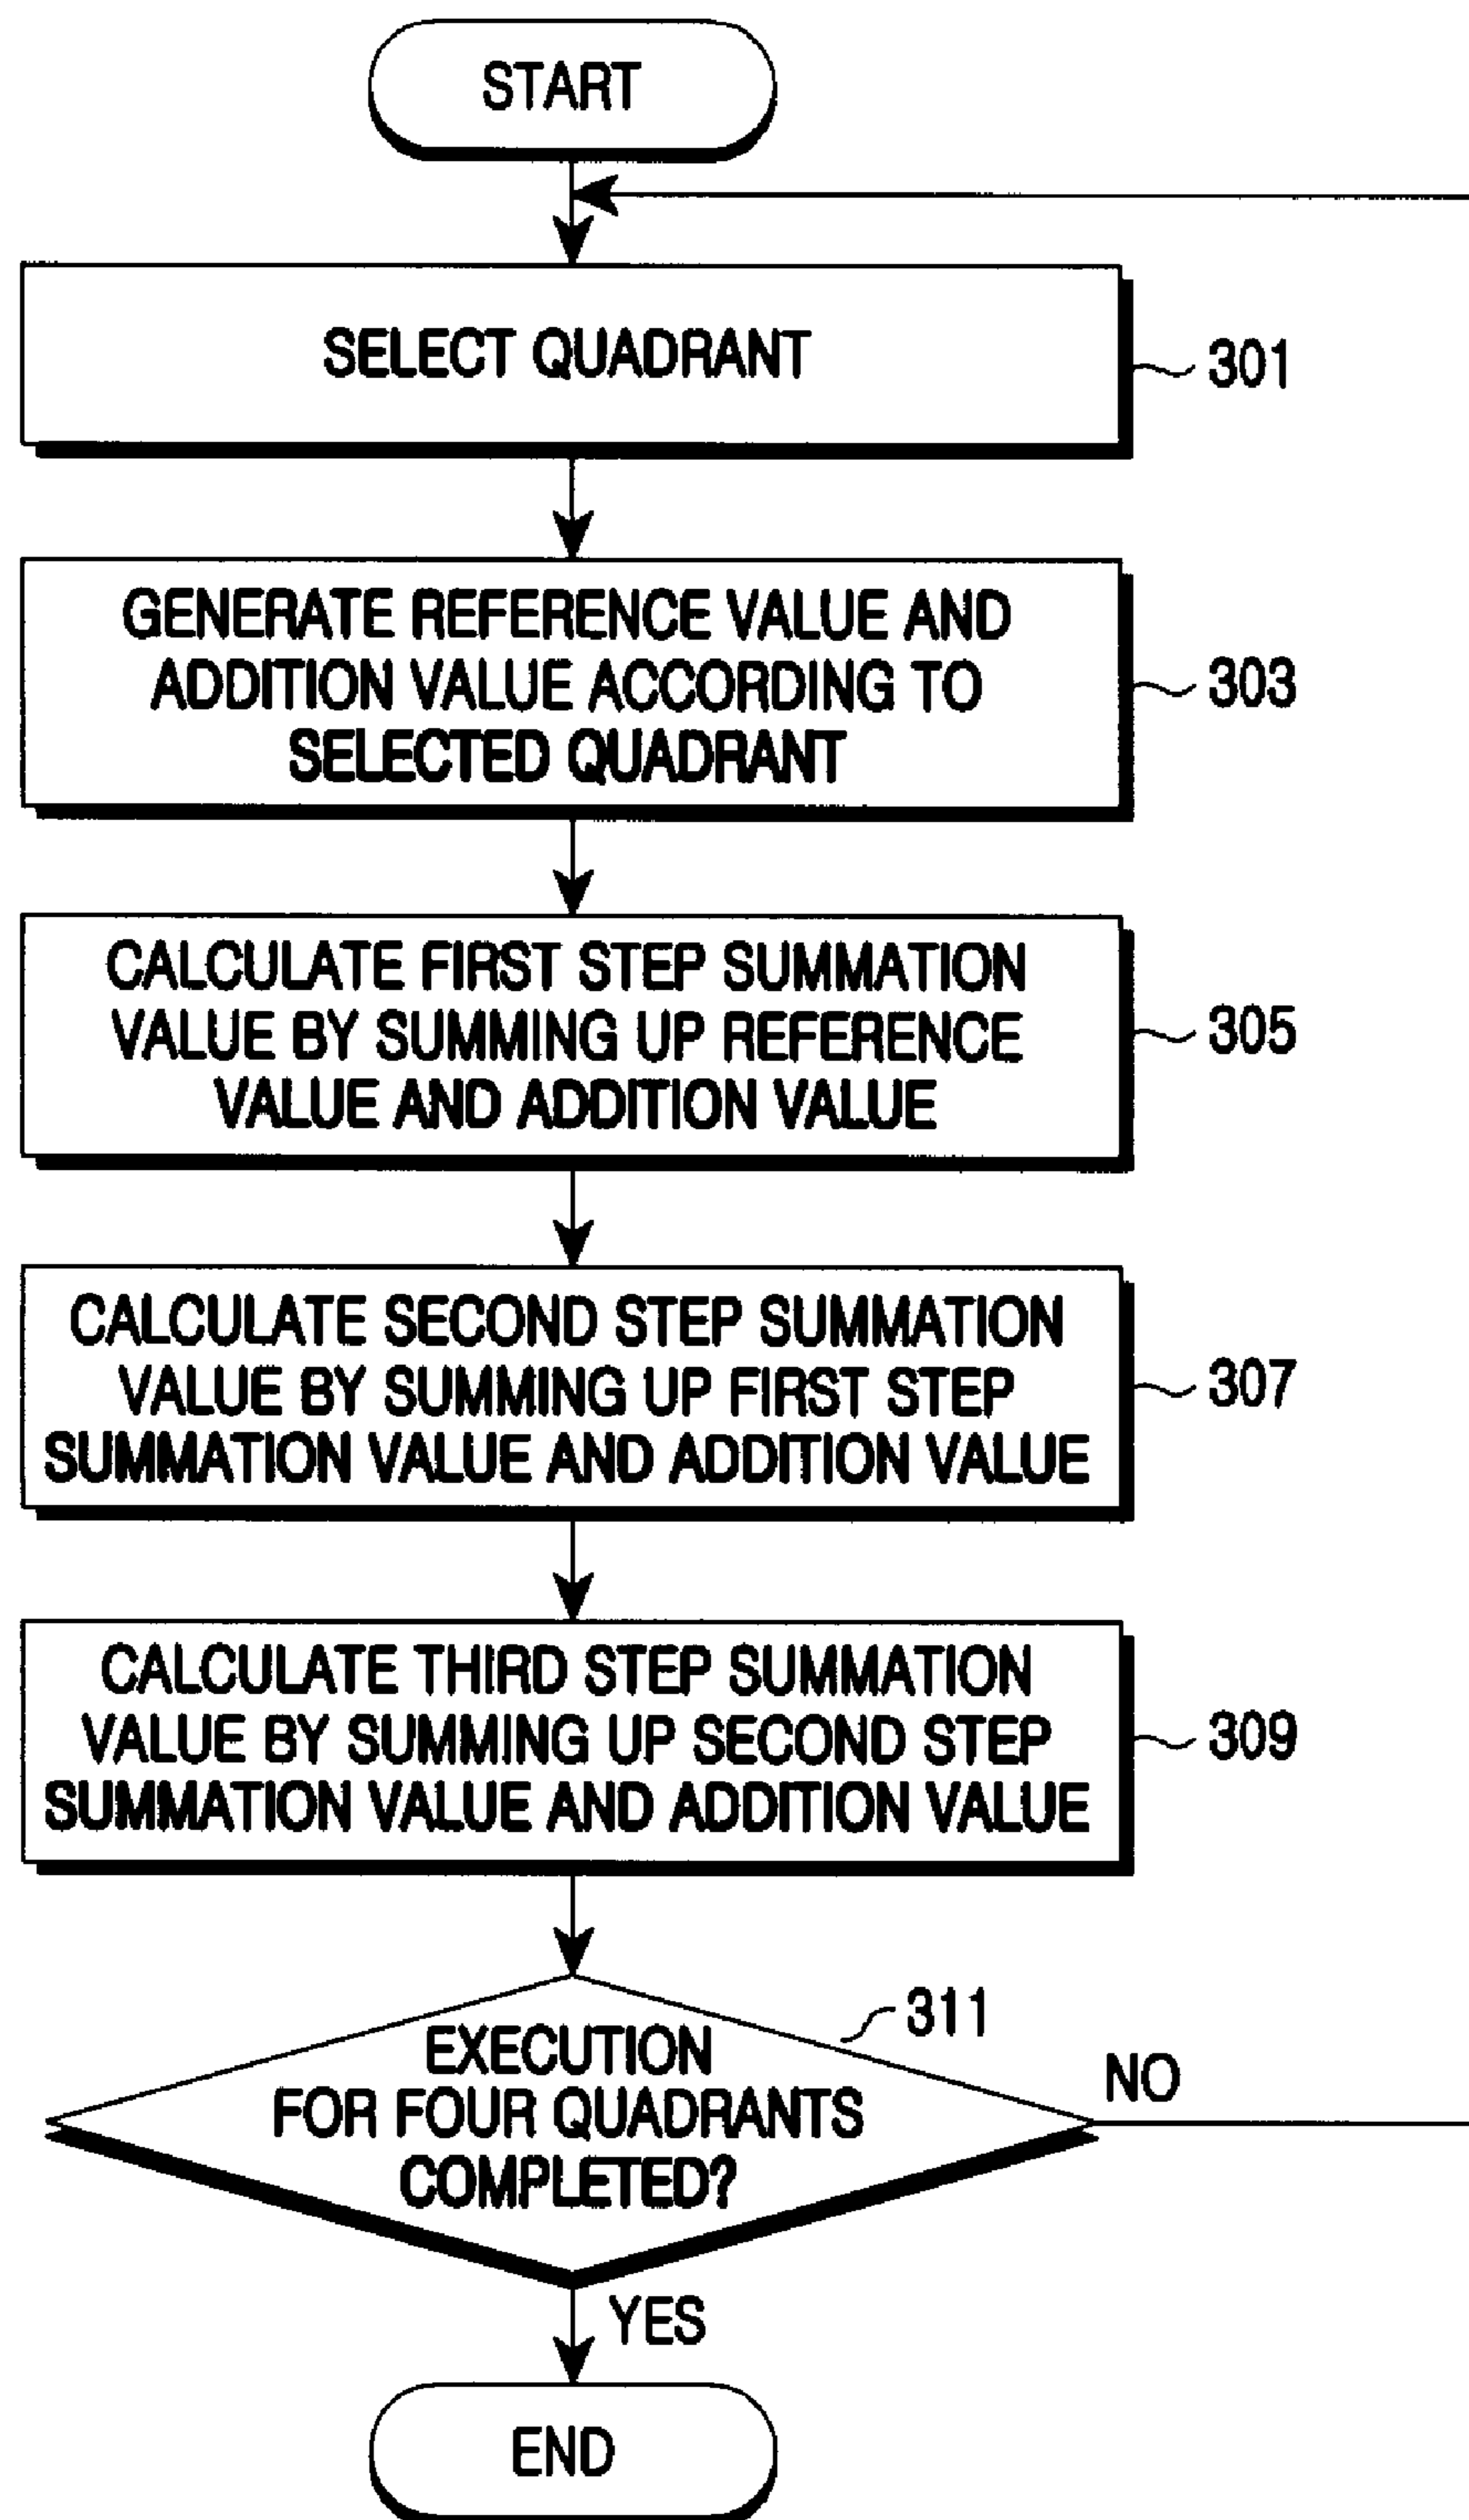 START
SELECT QUADRANT
301
GENERATE REFERENCE VALUE AND
ADDITION VALUE ACCORDING TO
SELECTED QUADRANT
303
CALCULATE FIRST STEP SUMMATION
VALUE BY SUMMING UP REFERENCE
VALUE AND ADDITION VALUE
305
CALCULATE SECOND STEP SUMMATION
VALUE BY SUMMING UP FIRST STEP
SUMMATION VALUE AND ADDITION VALUE
307
CALCULATE THIRD STEP SUMMATION
VALUE BY SUMMING UP SECOND STEP
SUMMATION VALUE AND ADDITION VALUE
309
311
EXECUTION
FOR FOUR QUADRANTS
COMPLETED?
NO
YES
END